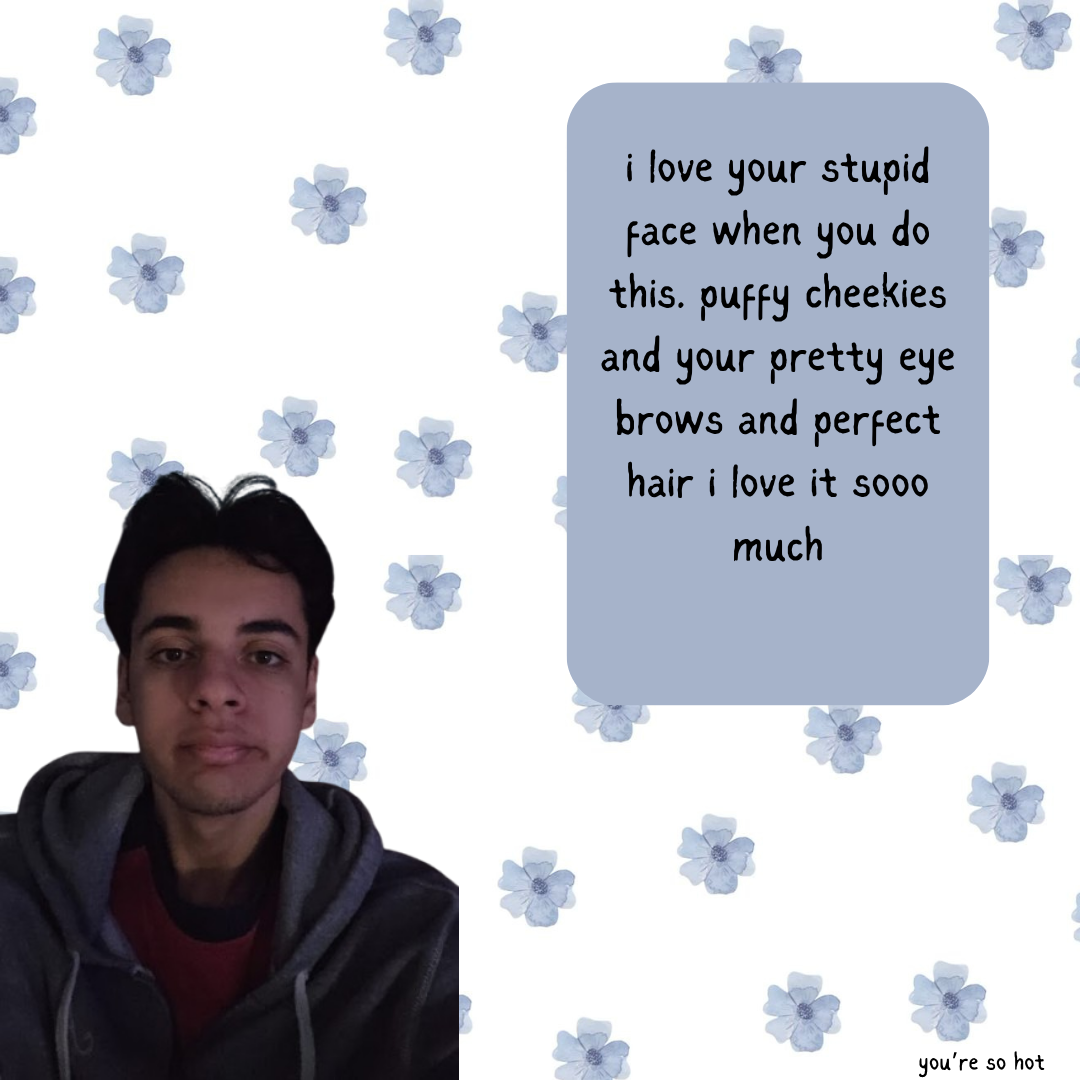 i love your stupid
face when you do
this. puffy cheekies
and your pretty eye
brows and perfect
hair i love it sooo
much
you're so hot